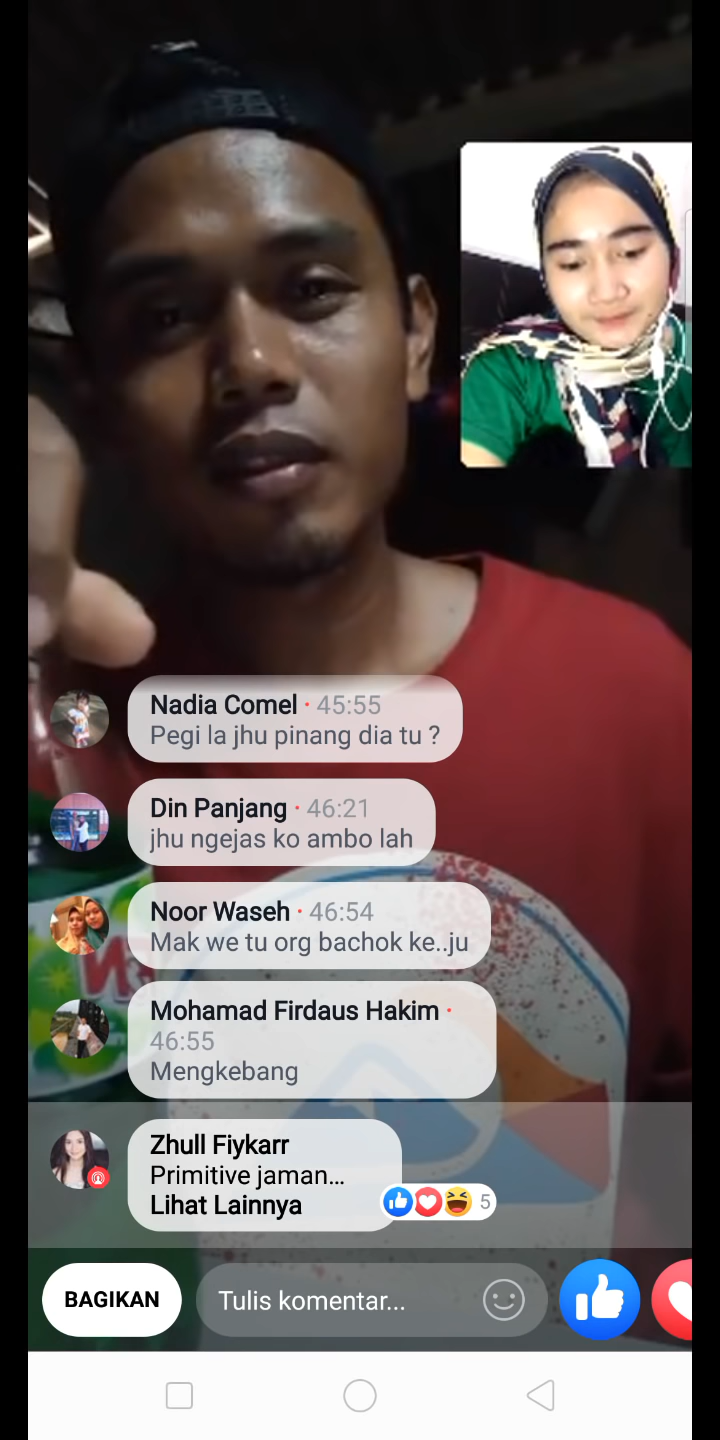 Nadia Comel · 45:55
Pegi la jhu pinang dia tu ?
Din Panjang · 46:21
jhu ngejas ko ambo lah
Noor Waseh · 46:54
Mak we tu org bachok ke..ju
Mohamad Firdaus Hakim ·
46:55
Mengkebang
Zhull Fiykarr
Primitive jaman...
Lihat Lainnya
5
BAGIKAN
Tulis komentar...